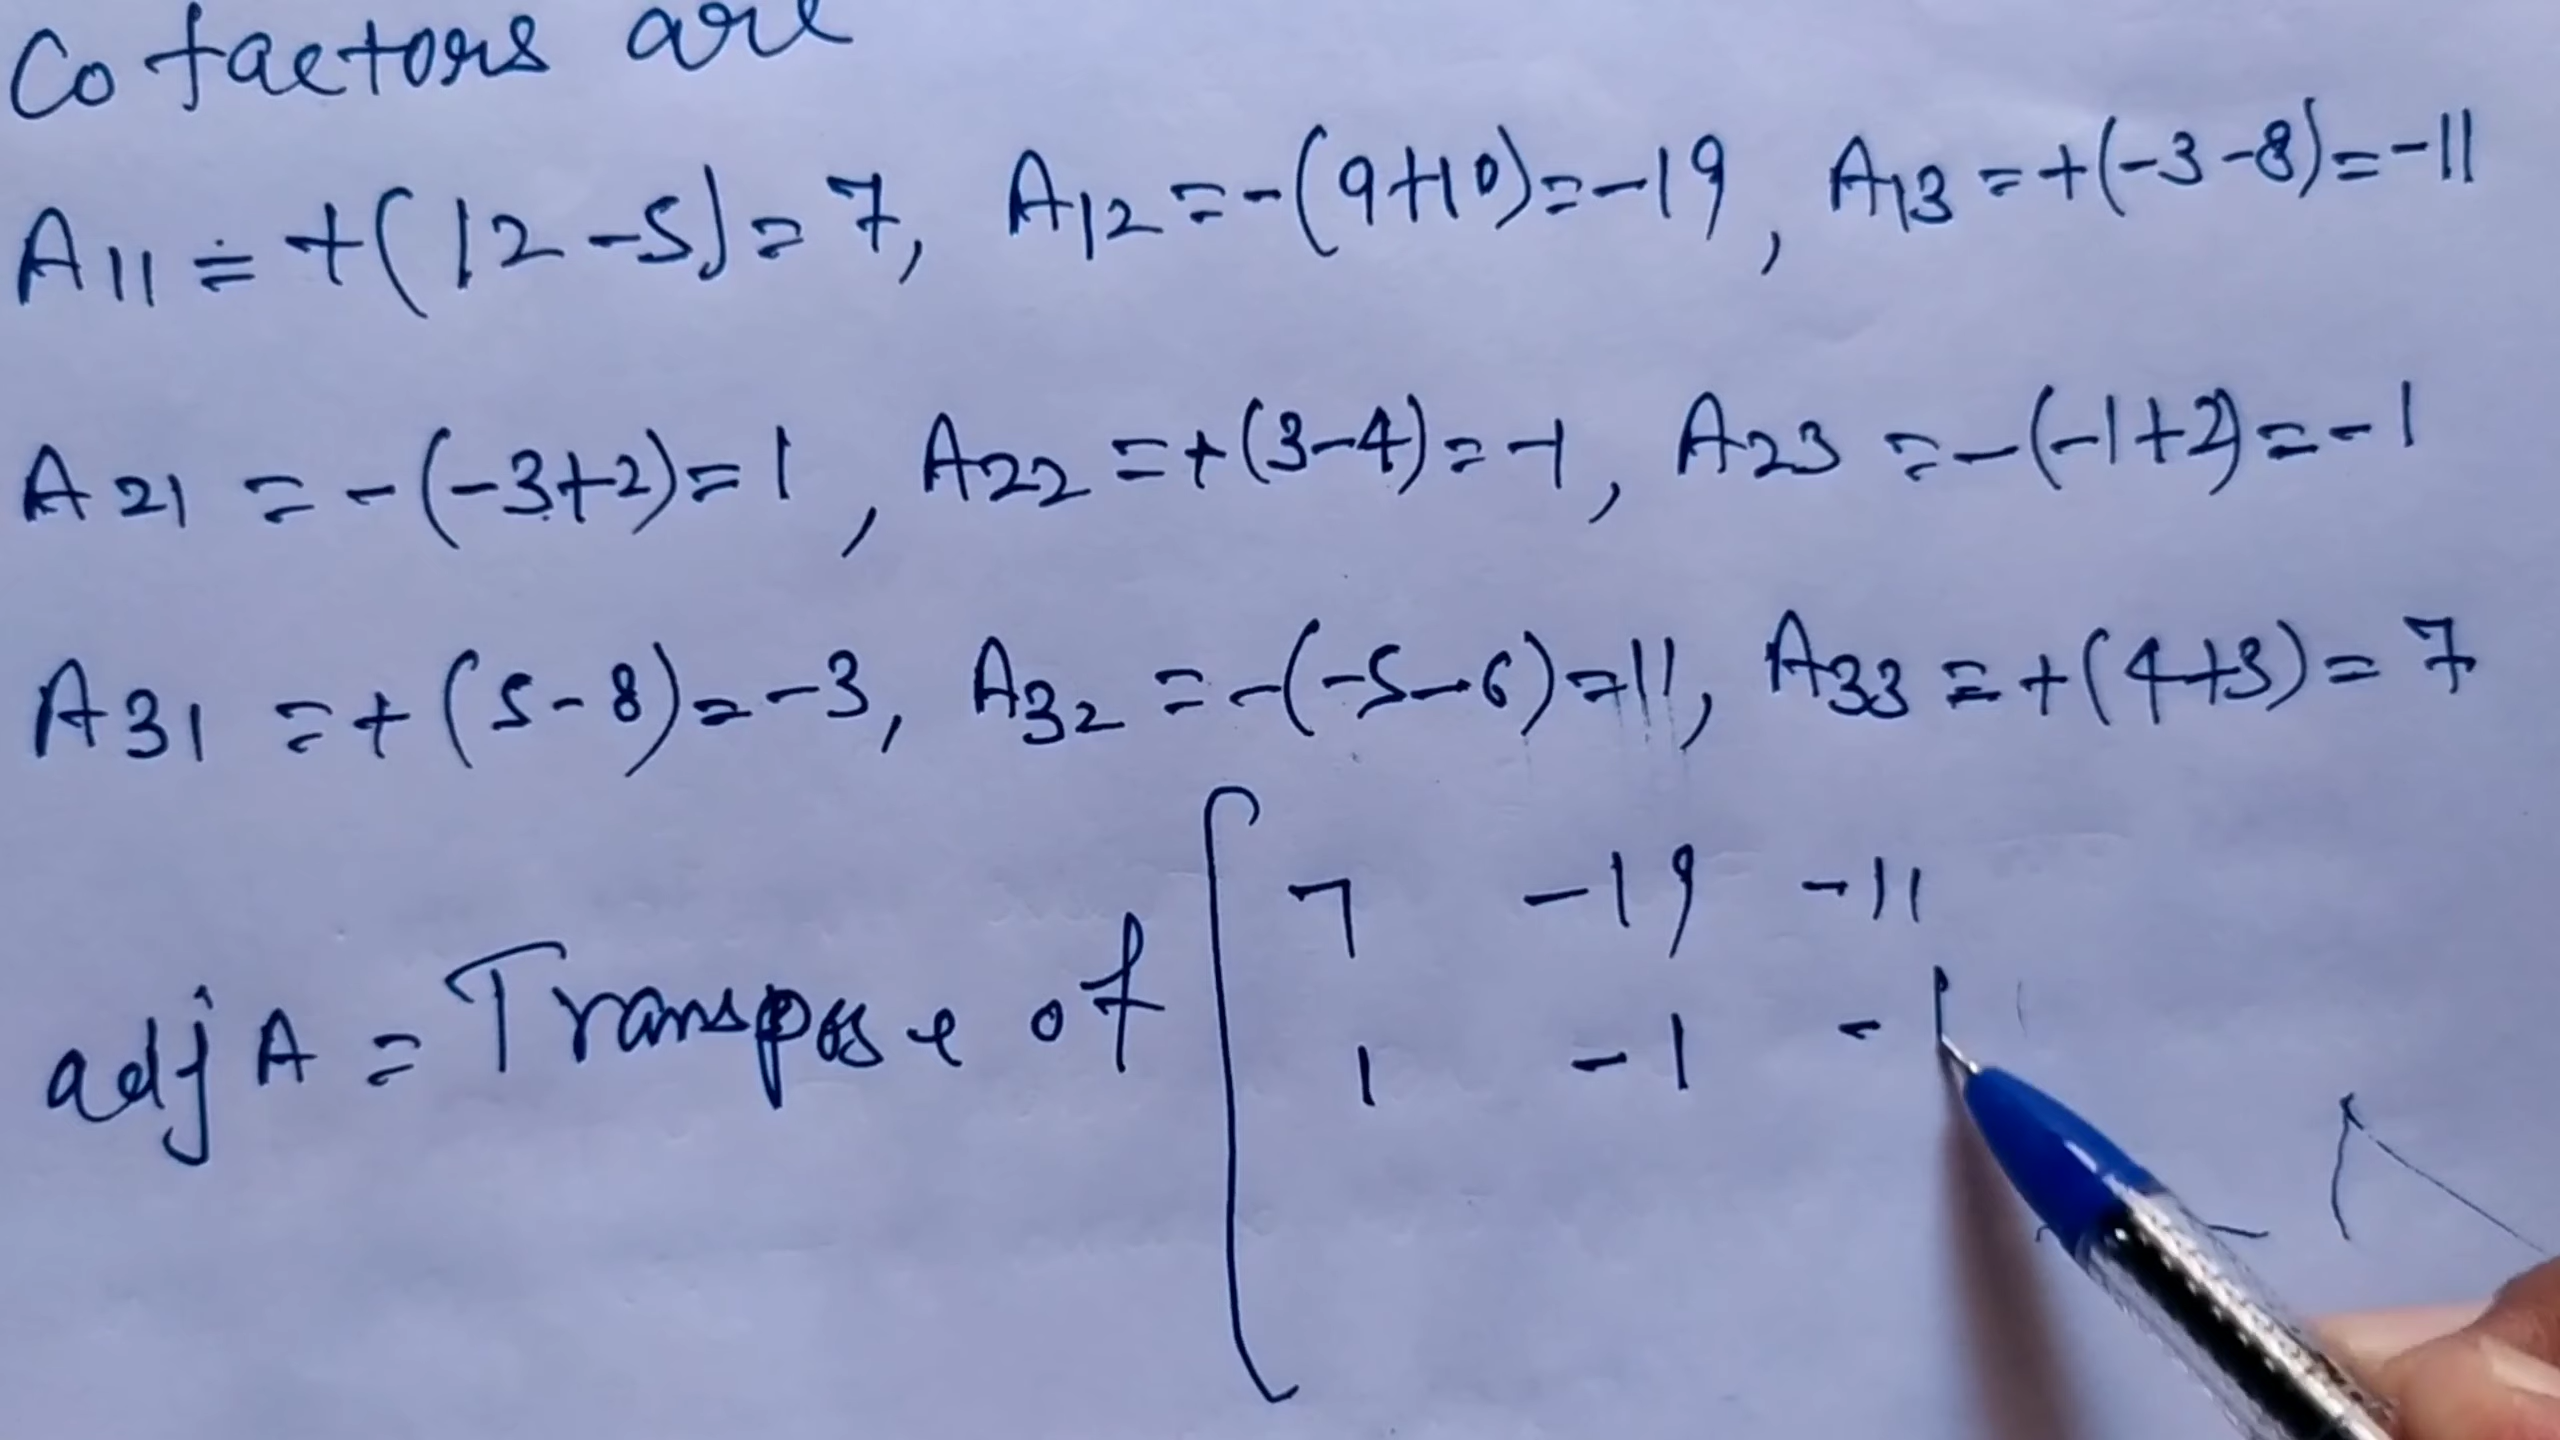 Cofactors are
A11 = +(12-5) = 7, A12 = -(9+10) = -19, A13 = +(-3-8) = -11
A21 = -(-3+2) = 1, A22 = +(3-4) = -1, A23 = -(-1+2) = -1
A31 = +(5-8) = -3, A32 = -(-5-6) = 11, A33 = +(4+3) = 7
adj A = Transpose of [ 7 -19 -11
1 -1 -1